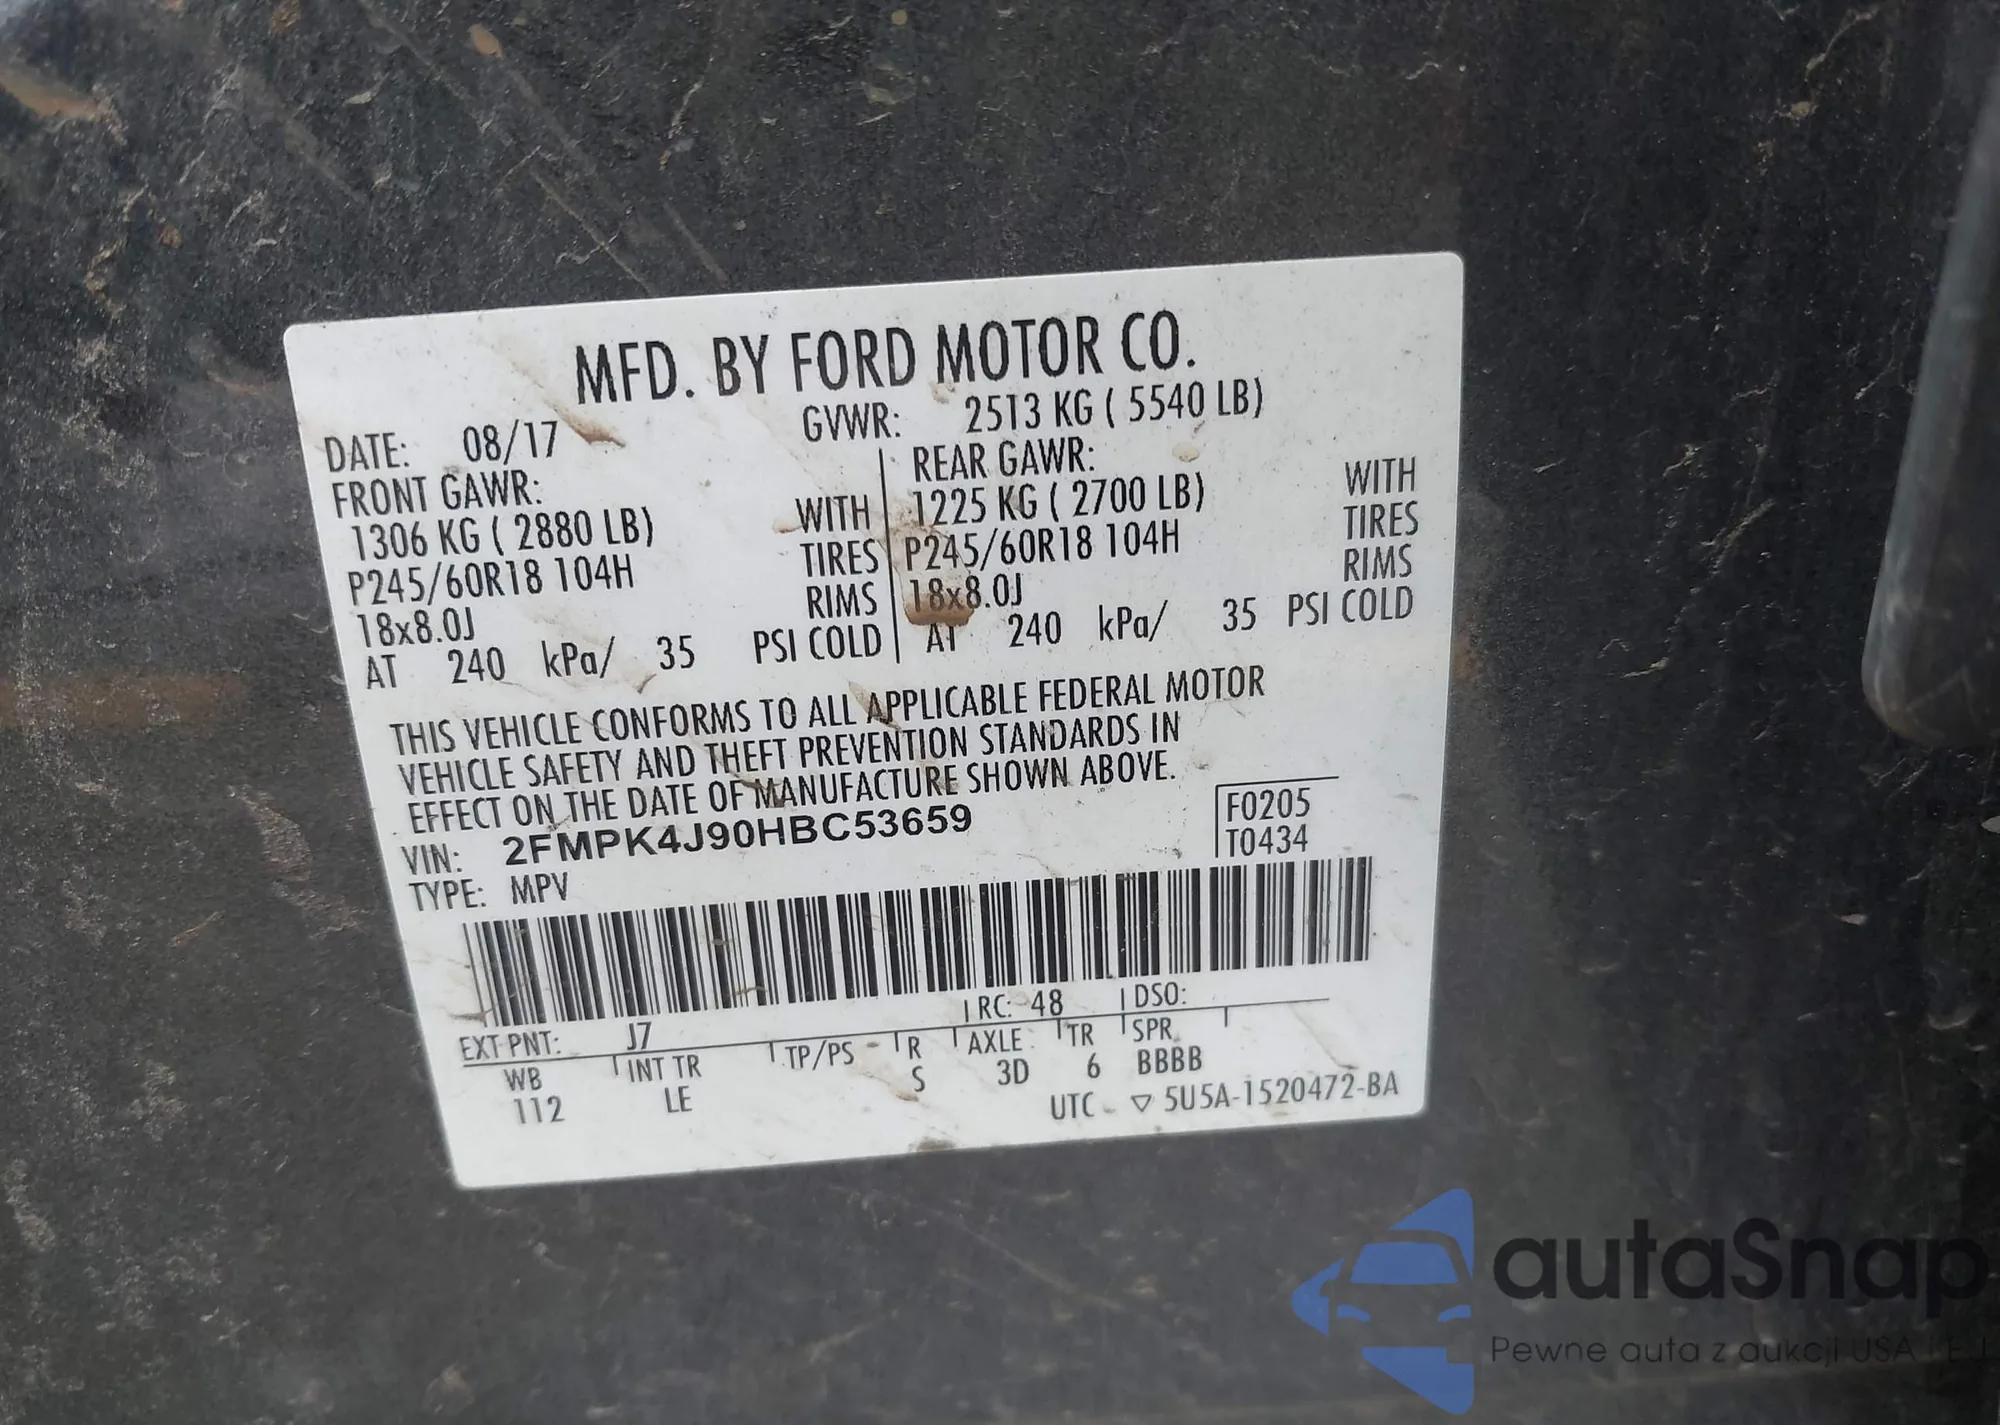 MFD. BY FORD MOTOR CO.
DATE: 08/17 GVWR: 2513 KG ( 5540 LB)
FRONT GAWR: REAR GAWR:
1306 KG ( 2880 LB) WITH 1225 KG ( 2700 LB) WITH
P245/60R18 104H TIRES P245/60R18 104H TIRES
18x8.0J RIMS 18x8.0J RIMS
AT 240 kPa/ 35 PSI COLD AT 240 kPa/ 35 PSI COLD
THIS VEHICLE CONFORMS TO ALL APPLICABLE FEDERAL MOTOR
VEHICLE SAFETY AND THEFT PREVENTION STANDARDS IN
EFFECT ON THE DATE OF MANUFACTURE SHOWN ABOVE.
VIN: 2FMPK4J90HBC53659 F0205
TYPE: MPV T0434
EXT PNT: J7 RC: 48 DSO:
WB INT TR TP/PS R AXLE TR SPR
112 LE S 3D 6 BBBB
UTC ▽ 5U5A-1520472-BA
autaSnap
Pewne auta z aukcji USA i EU